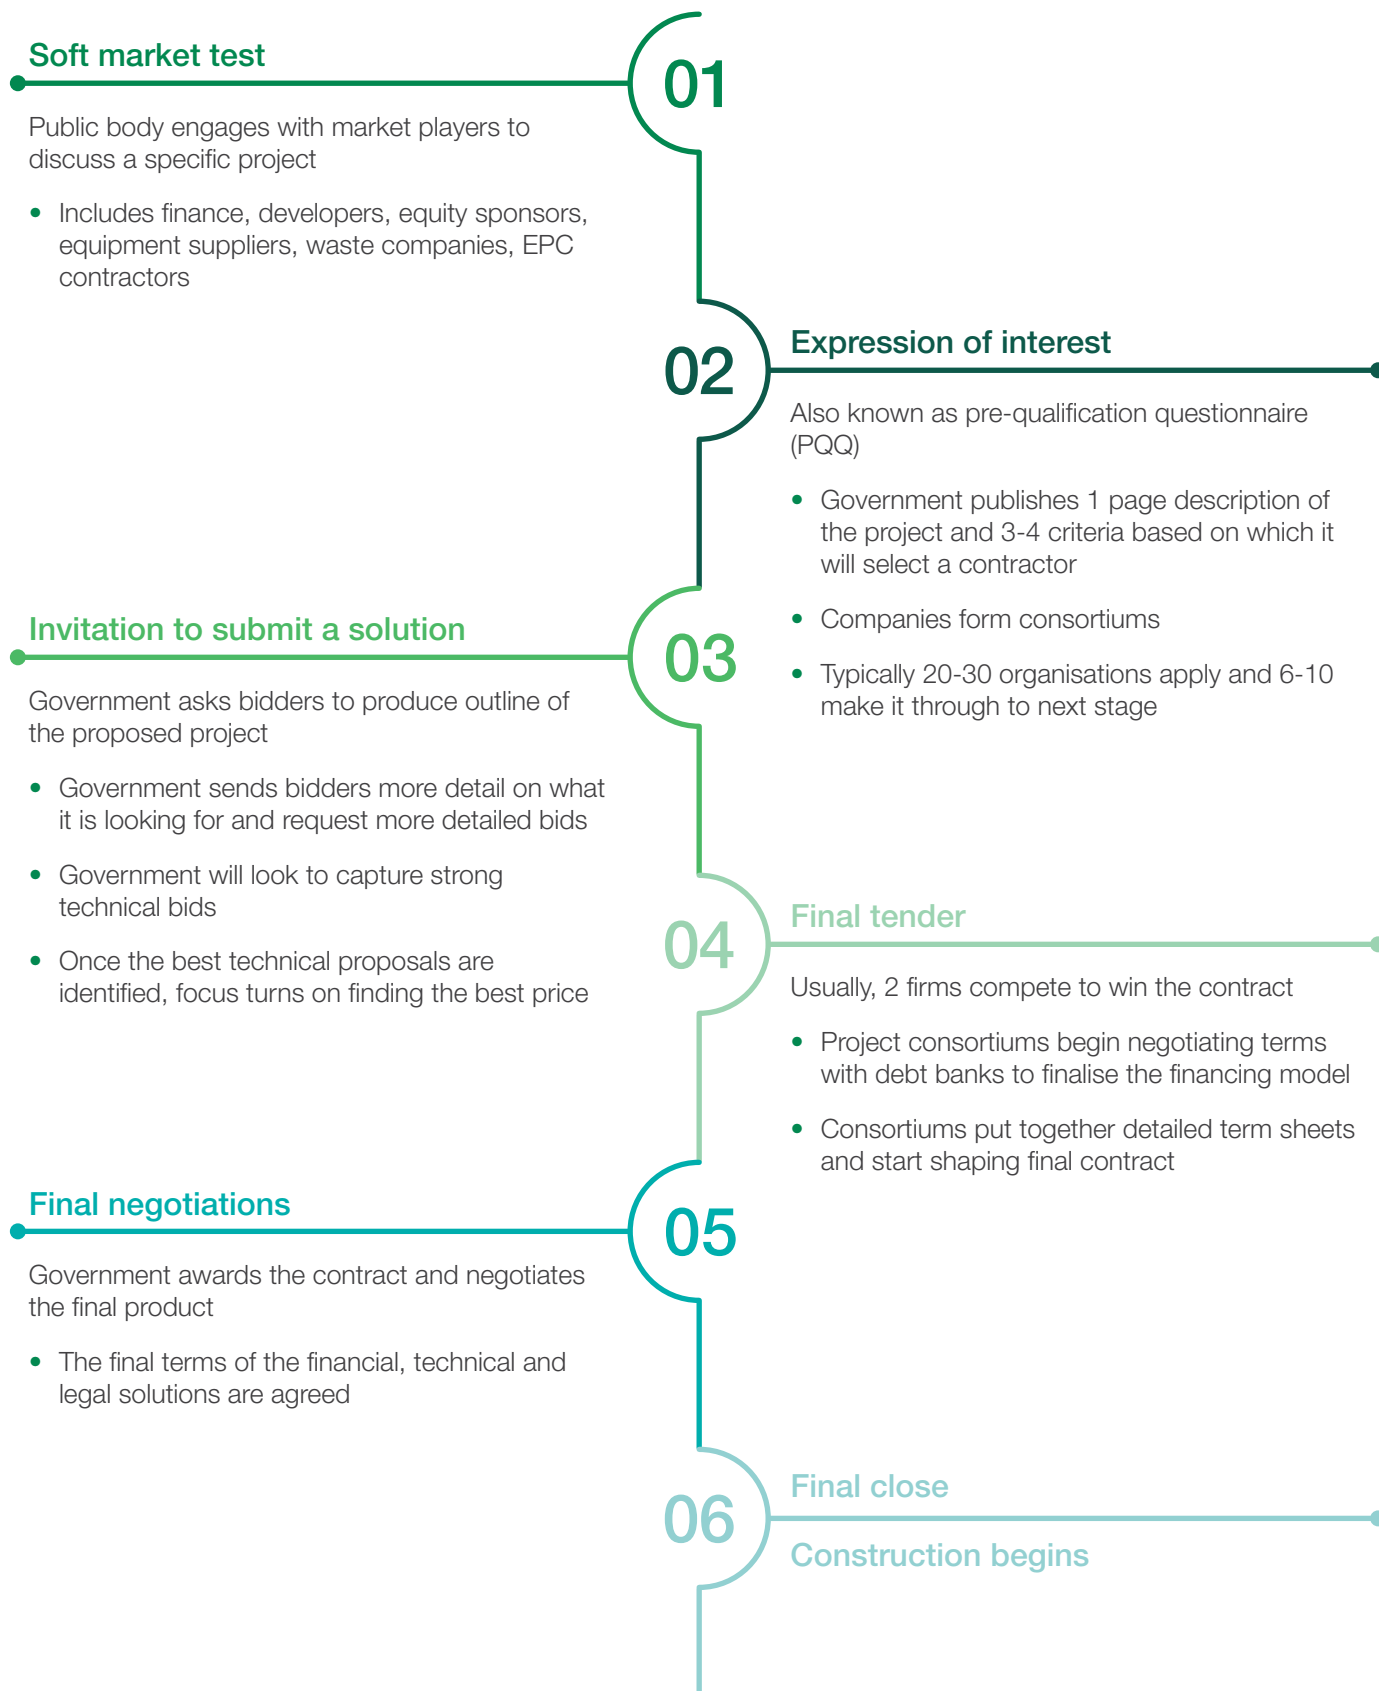 Soft market test
01
Public body engages with market players to
discuss a specific project
• Includes finance, developers, equity sponsors,
equipment suppliers, waste companies, EPC
contractors
Expression of interest
02
Also known as pre-qualification questionnaire
(PQQ)
• Government publishes 1 page description of
the project and 3-4 criteria based on which it
will select a contractor
• Companies form consortiums
• Typically 20-30 organisations apply and 6-10
make it through to next stage
Invitation to submit a solution
03
Government asks bidders to produce outline of
the proposed project
• Government sends bidders more detail on what
it is looking for and request more detailed bids
• Government will look to capture strong
technical bids
• Once the best technical proposals are
identified, focus turns on finding the best price
Final tender
04
Usually, 2 firms compete to win the contract
• Project consortiums begin negotiating terms
with debt banks to finalise the financing model
• Consortiums put together detailed term sheets
and start shaping final contract
Final negotiations
05
Government awards the contract and negotiates
the final product
• The final terms of the financial, technical and
legal solutions are agreed
Final close
06
Construction begins